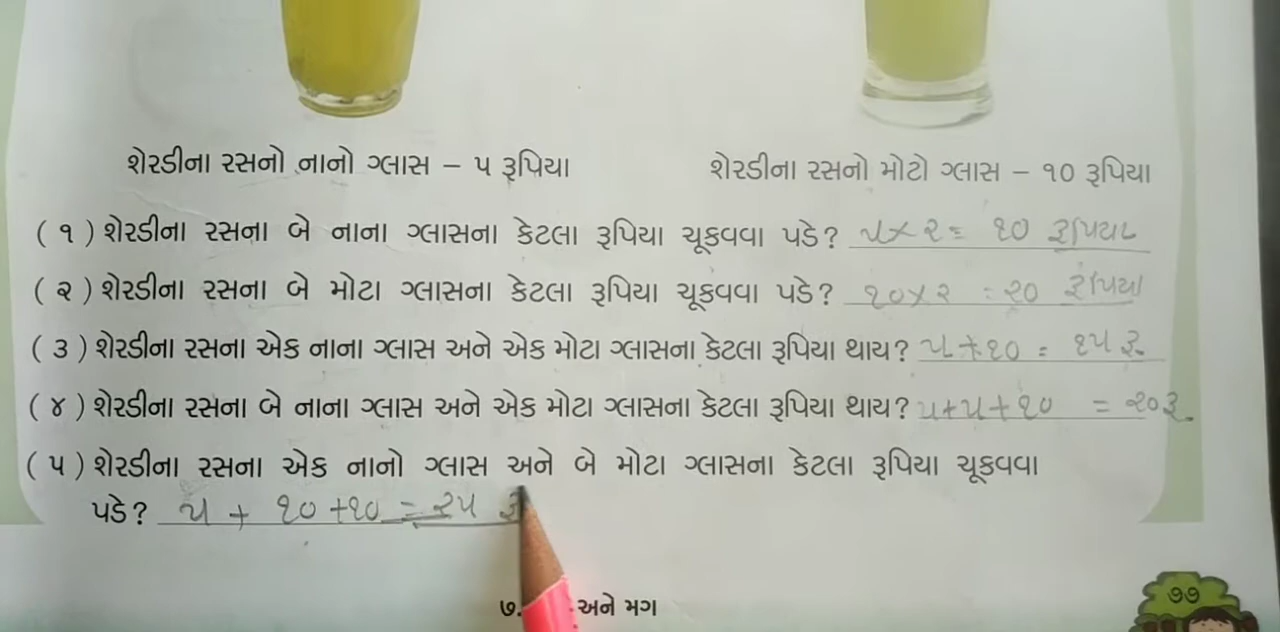 શેરડીના રસનો નાનો ગ્લાસ – ૫ રૂપિયા
શેરડીના રસનો મોટો ગ્લાસ – ૧૦ રૂપિયા
( ૧ ) શેરડીના રસના બે નાના ગ્લાસના કેટલા રૂપિયા ચૂકવવા પડે? ૫ × ૨ = ૧૦ રૂપિયા
( ૨ ) શેરડીના રસના બે મોટા ગ્લાસના કેટલા રૂપિયા ચૂકવવા પડે? ૧૦ × ૨ = ૨૦ રૂપિયા
( ૩ ) શેરડીના રસના એક નાના ગ્લાસ અને એક મોટા ગ્લાસના કેટલા રૂપિયા થાય? ૫ + ૧૦ = ૧૫ રૂ.
( ૪ ) શેરડીના રસના બે નાના ગ્લાસ અને એક મોટા ગ્લાસના કેટલા રૂપિયા થાય? ૫ + ૫ + ૧૦ = ૨૦ રૂ.
( ૫ ) શેરડીના રસના એક નાનો ગ્લાસ અને બે મોટા ગ્લાસના કેટલા રૂપિયા ચૂકવવા
પડે? ૫ + ૧૦ + ૧૦ = ૨૫ રૂ
૭. અને મગ
૭૭